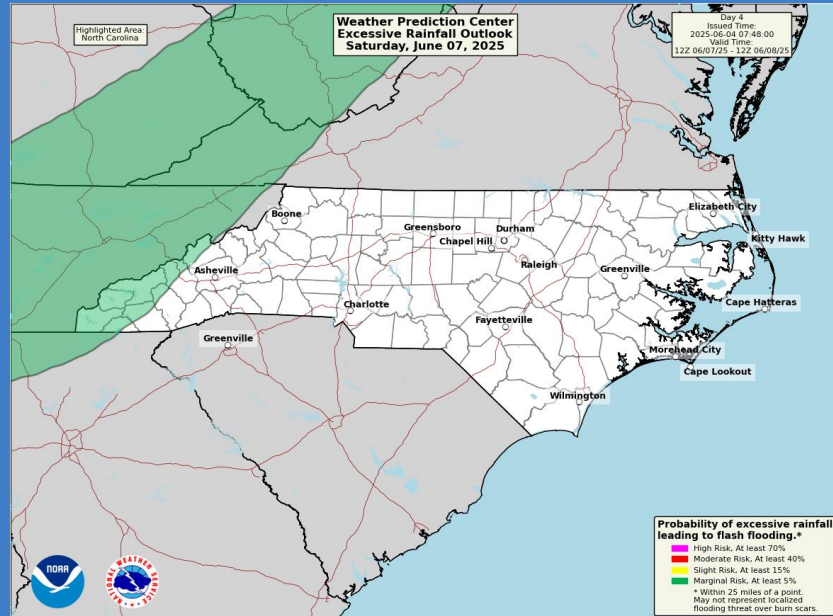 Highlighted Area:
North Carolina
Weather Prediction Center
Excessive Rainfall Outlook
Saturday, June 07, 2025
Day 4
Issued Time:
2025-06-04 07:48:00
Valid Time:
12Z 06/07/25 - 12Z 06/08/25
Elizabeth City
Boone
Greensboro
Durham
Kitty Hawk
Chapel Hill
Raleigh
Asheville
Greenville
Cape Hatteras
Charlotte
Fayetteville
Greenville
Morehead City
Cape Lookout
Wilmington
Probability of excessive rainfall
leading to flash flooding.*
High Risk, At least 70%
Moderate Risk, At least 40%
Slight Risk, At least 15%
Marginal Risk, At least 5%
* Within 25 miles of a point.
May not represent localized
flooding threat over burn scars.
NOAA
NATIONAL WEATHER SERVICE